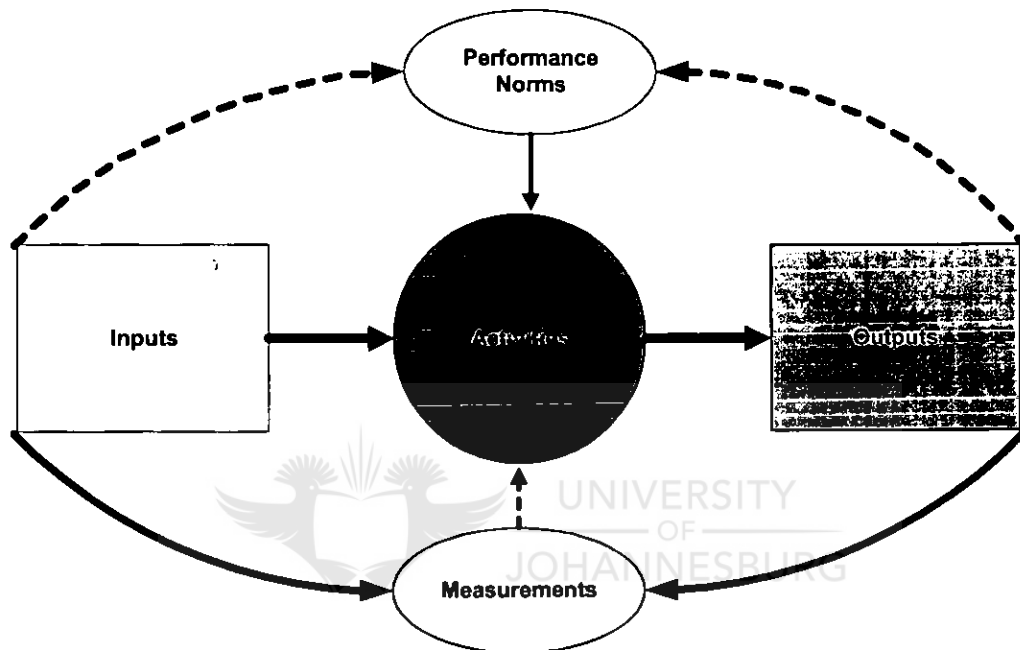 Performance
Norms
Inputs
Activities
Outputs
UNIVERSITY
OF
JOHANNESBURG
Measurements